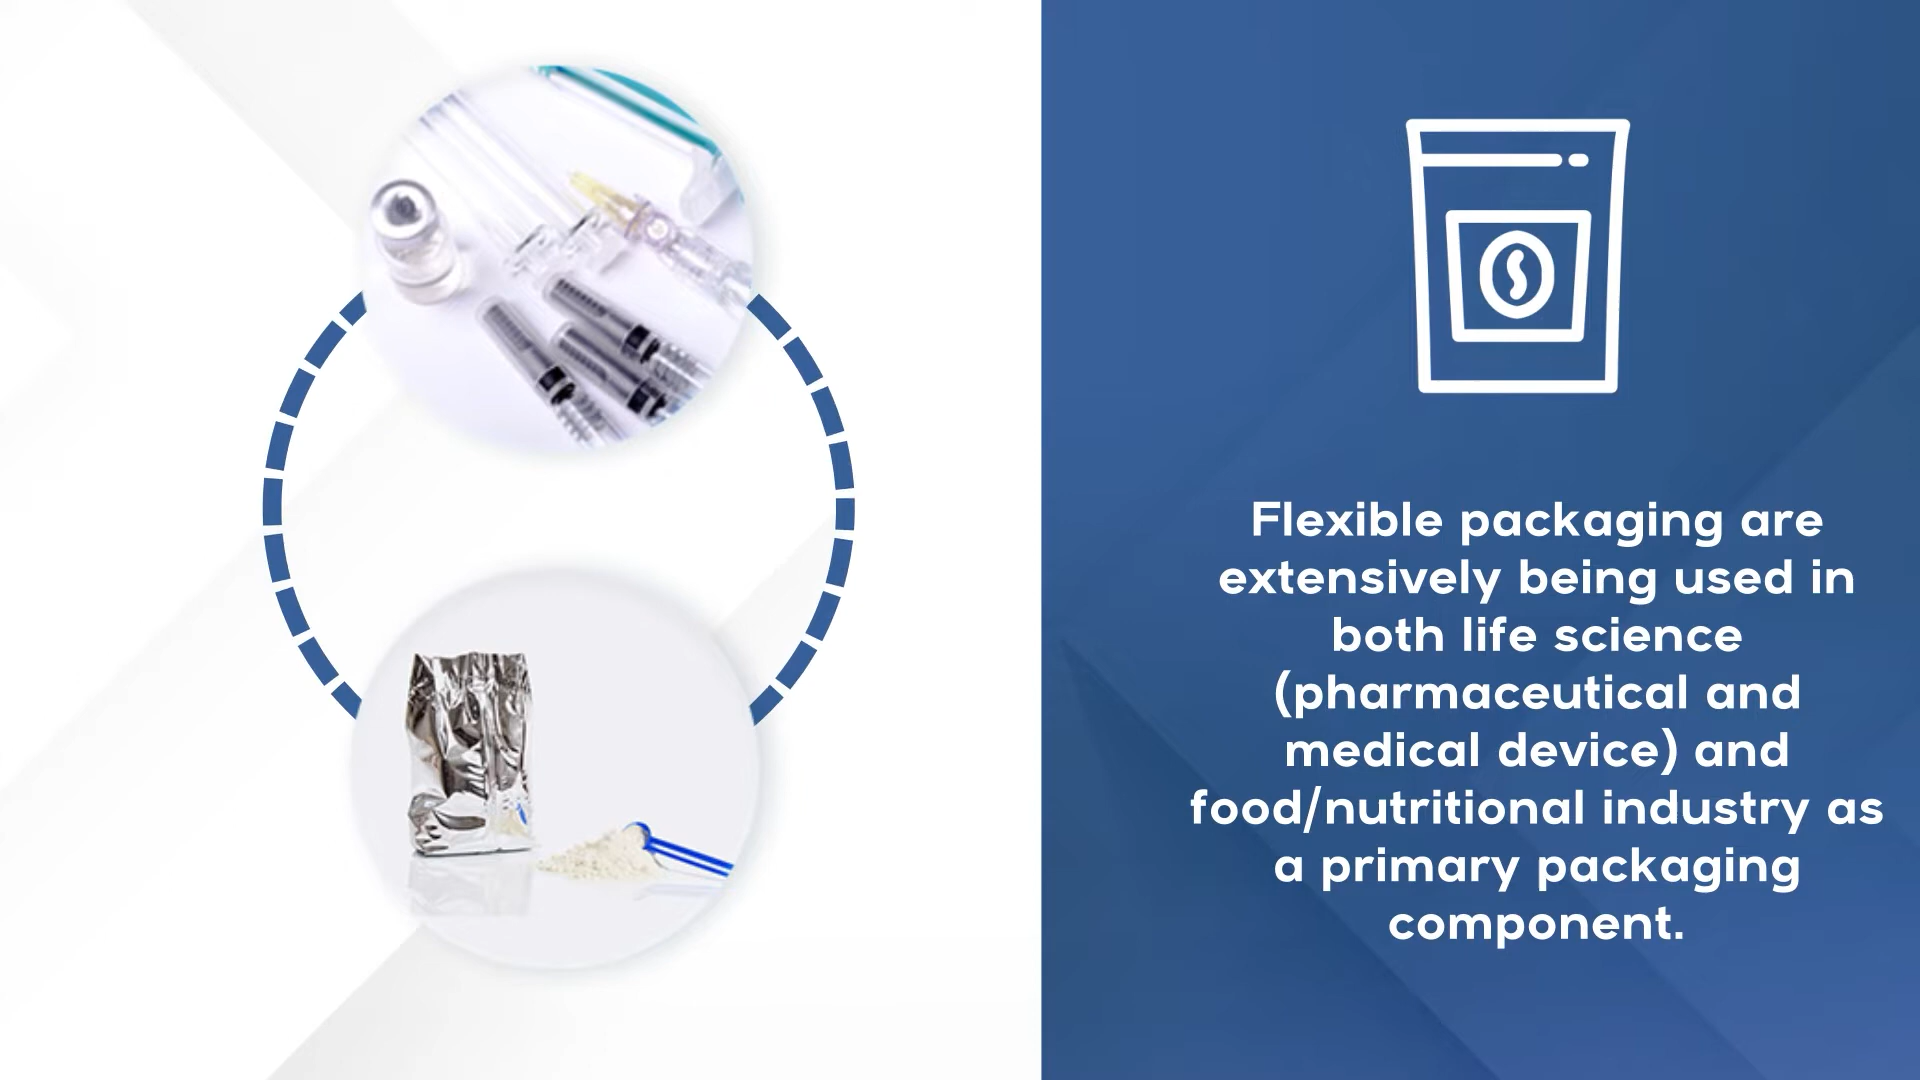 Flexible packaging are
extensively being used in
both life science
(pharmaceutical and
medical device) and
food/nutritional industry as
a primary packaging
component.